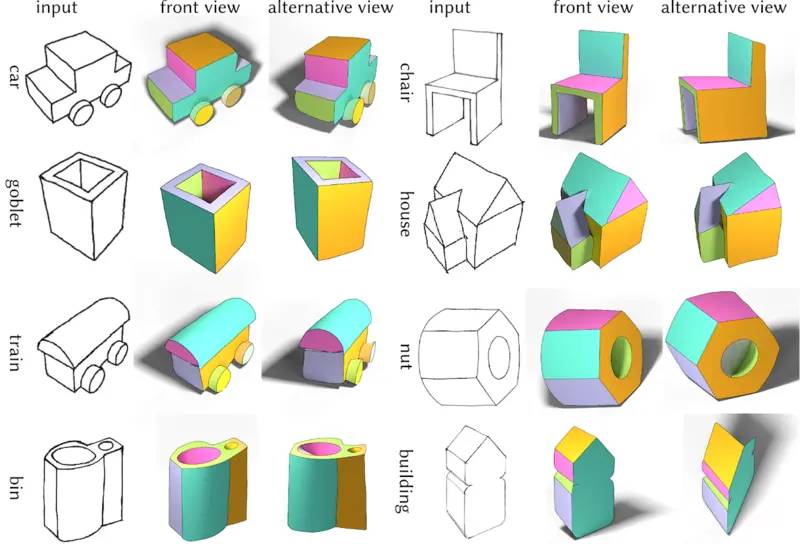 input front view alternative view input front view alternative view
car
chair
goblet
house
train
nut
bin
building